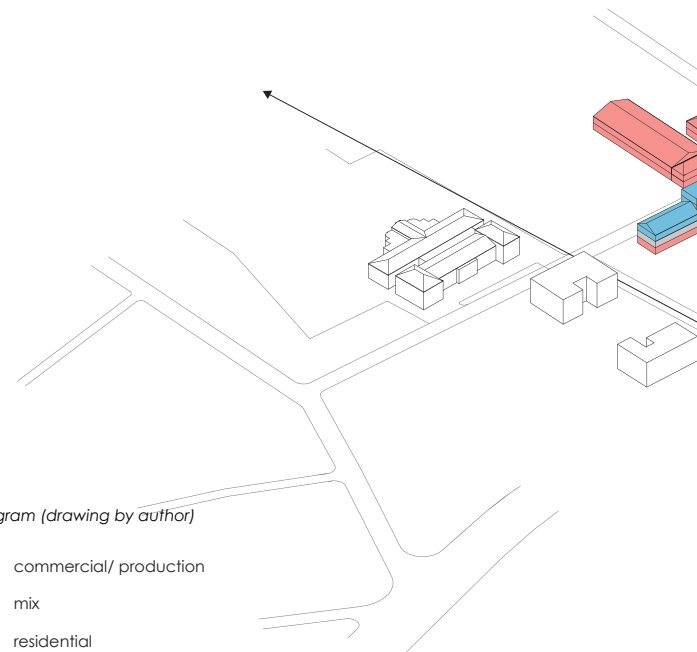 gram (drawing by author)
commercial/ production
mix
residential